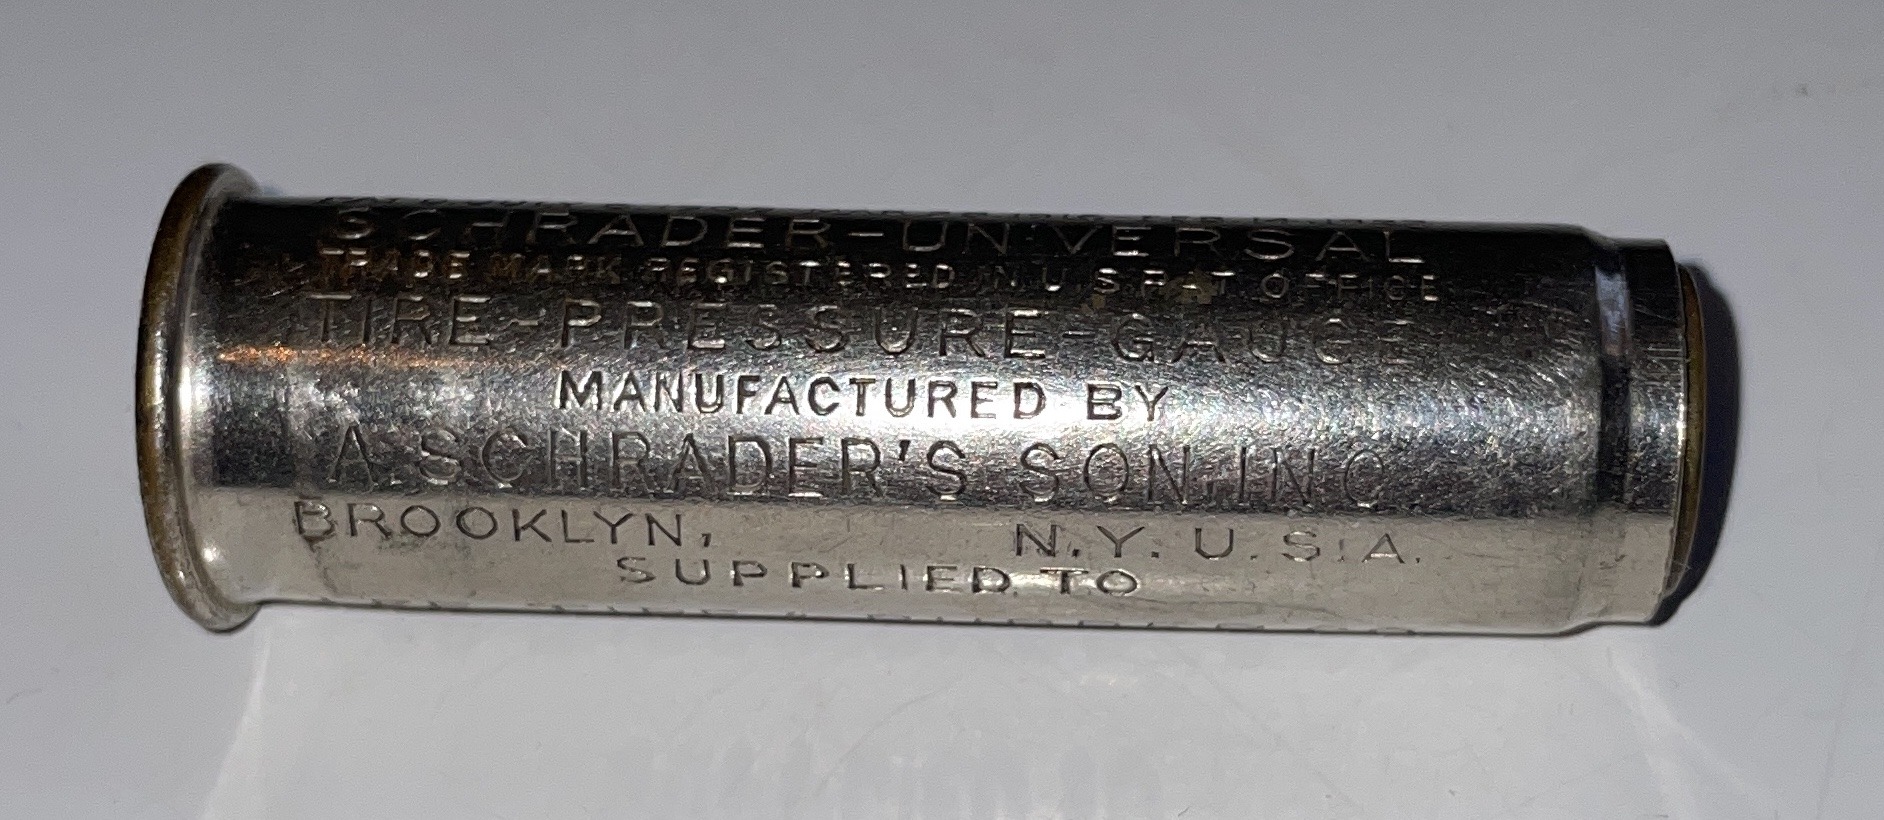 SCHRADER-UNIVERSAL
TRADE MARK REGISTERED IN U.S. PAT. OFFICE
TIRE-PRESSURE-GAUGE
MANUFACTURED BY
A. SCHRADER'S SON, INC
BROOKLYN, N.Y. U.S.A.
SUPPLIED TO